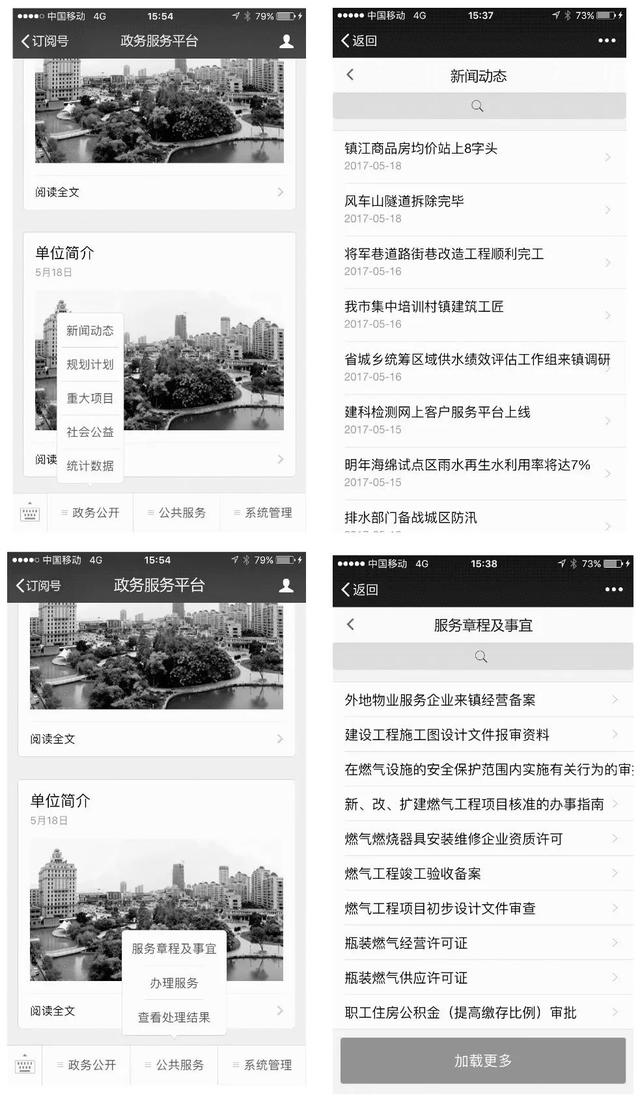 中国移动 4G 15:54 79%
订阅号 政务服务平台
阅读全文
单位简介
5月18日
新闻动态
规划计划
重大项目
社会公益
统计数据
阅读
政务公开 公共服务 系统管理
中国移动 4G 15:37 73%
返回
新闻动态
镇江商品房均价站上8字头
2017-05-18
风车山隧道拆除完毕
2017-05-18
将军巷道路街巷改造工程顺利完工
2017-05-16
我市集中培训村镇建筑工匠
2017-05-16
省城乡统筹区域供水绩效评估工作组来镇调研
2017-05-16
建科检测网上客户服务平台上线
2017-05-15
明年海绵试点区雨水再生水利用率将达7%
2017-05-15
排水部门备战城区防汛
中国移动 4G 15:54 79%
订阅号 政务服务平台
阅读全文
单位简介
5月18日
服务章程及事宜
办理服务
查看处理结果
阅读全文
政务公开 公共服务 系统管理
中国移动 4G 15:38 73%
返回
服务章程及事宜
外地物业服务企业来镇经营备案
建设工程施工图设计文件报审资料
在燃气设施的安全保护范围内实施有关行为的审
新、改、扩建燃气工程项目核准的办事指南
燃气燃烧器具安装维修企业资质许可
燃气工程竣工验收备案
燃气工程项目初步设计文件审查
瓶装燃气经营许可证
瓶装燃气供应许可证
职工住房公积金（提高缴存比例）审批
加载更多